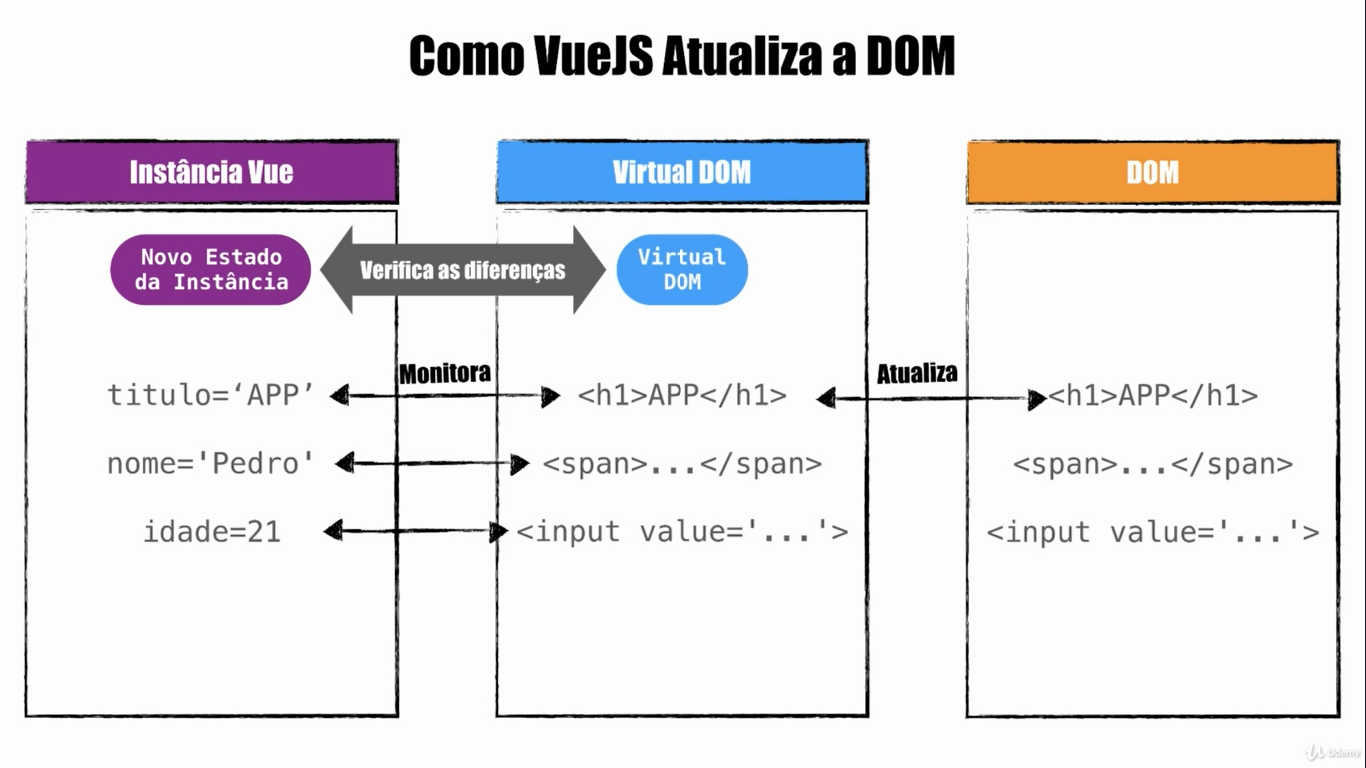 Como VueJS Atualiza a DOM
Instância Vue
Virtual DOM
DOM
Novo Estado
da Instância
Verifica as diferenças
Virtual
DOM
Monitora
Atualiza
titulo=‘APP’
<h1>APP</h1>
<h1>APP</h1>
nome='Pedro'
<span>...</span>
<span>...</span>
idade=21
<input value='...'>
<input value='...'>
Udemy